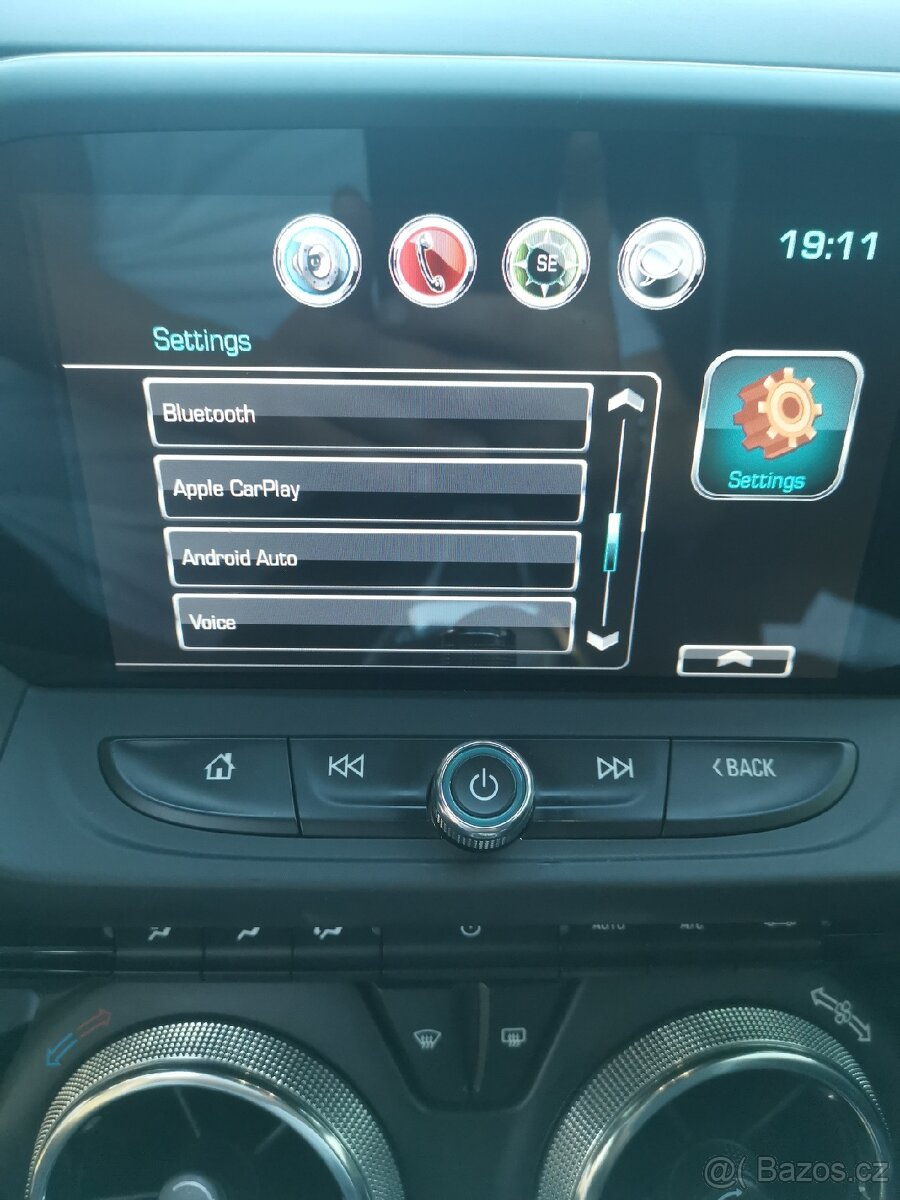 SE
19:11
Settings
Bluetooth
Apple CarPlay
Android Auto
Voice
Settings
<BACK
AUTO
A/C
@( Bazos.cz